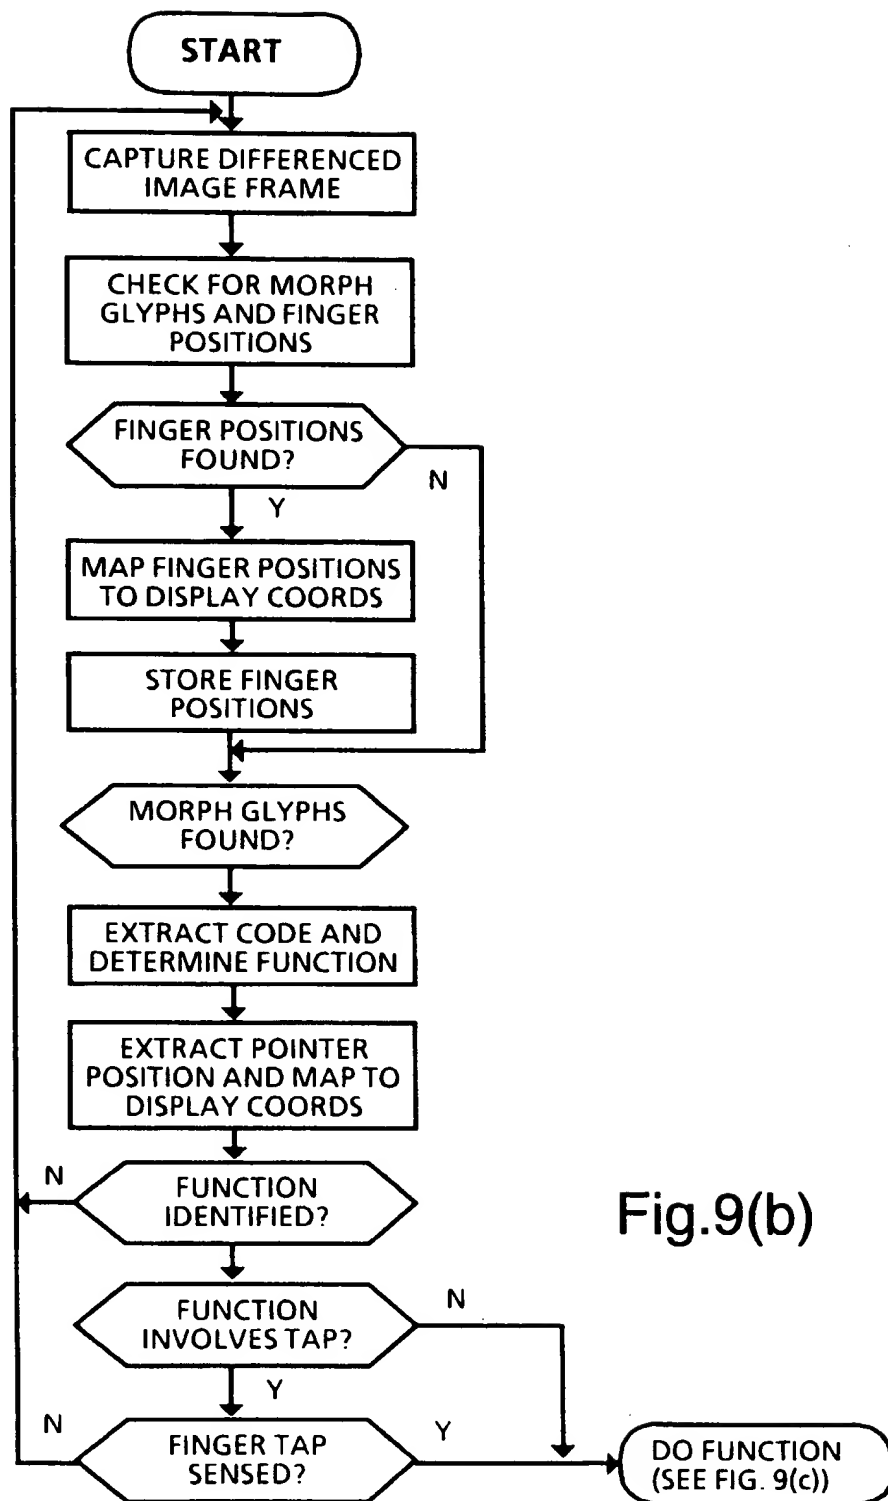 START
CAPTURE DIFFERENCED
IMAGE FRAME
CHECK FOR MORPH
GLYPHS AND FINGER
POSITIONS
FINGER POSITIONS
FOUND?
N
Y
MAP FINGER POSITIONS
TO DISPLAY COORDS
STORE FINGER
POSITIONS
MORPH GLYPHS
FOUND?
EXTRACT CODE AND
DETERMINE FUNCTION
EXTRACT POINTER
POSITION AND MAP TO
DISPLAY COORDS
N
FUNCTION
IDENTIFIED?
Fig.9(b)
FUNCTION
INVOLVES TAP?
N
Y
N
FINGER TAP
SENSED?
Y
DO FUNCTION
(SEE FIG. 9(c))